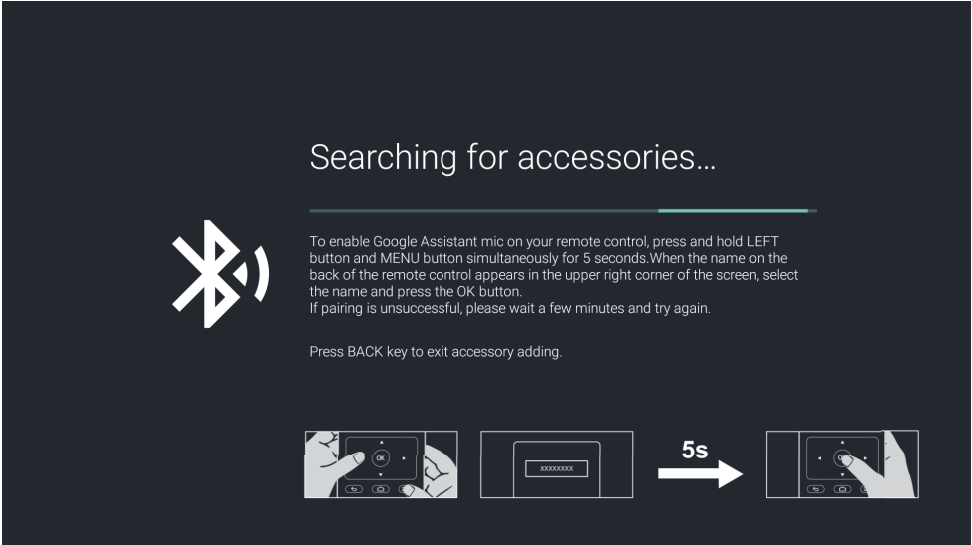 Searching for accessories...
To enable Google Assistant mic on your remote control, press and hold LEFT
button and MENU button simultaneously for 5 seconds.When the name on the
back of the remote control appears in the upper right corner of the screen, select
the name and press the OK button.
If pairing is unsuccessful, please wait a few minutes and try again.
Press BACK key to exit accessory adding.
OK
XXXXXXXX
5s